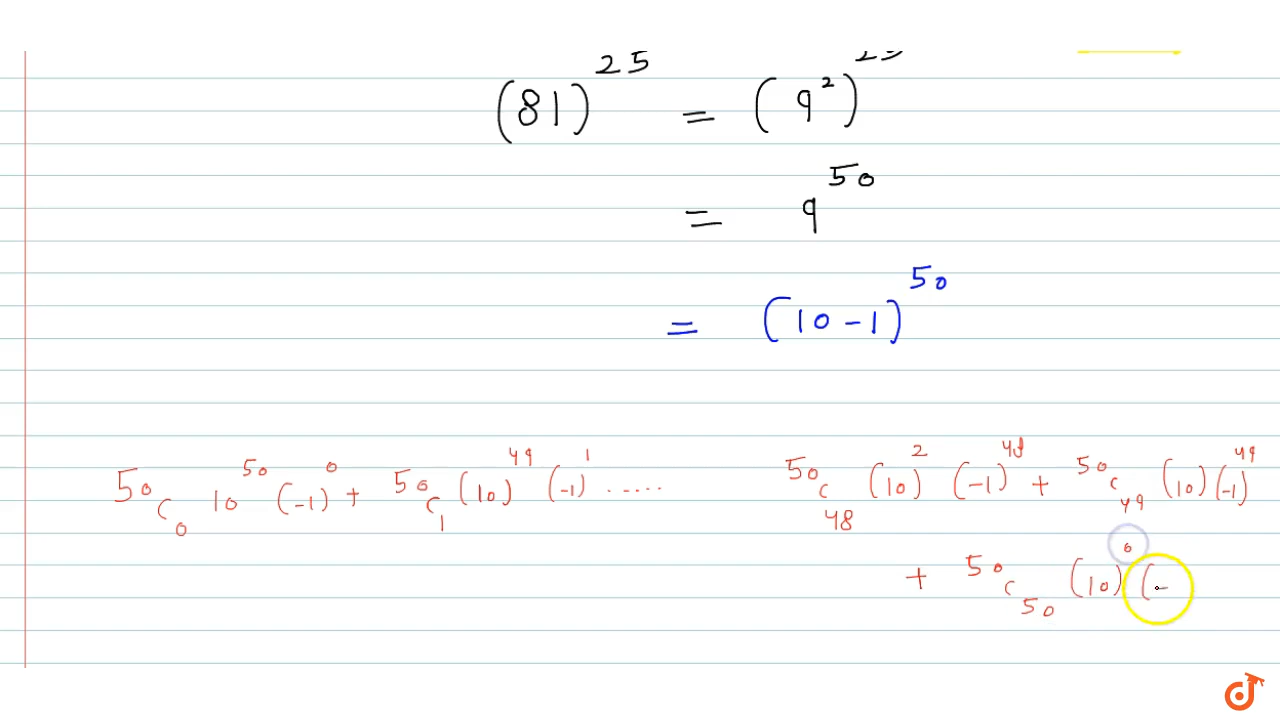 (81)^25 = (9^2)^25
= 9^50
= (10-1)^50
50C0 10^50 (-1)^0 + 50C1 (10)^49 (-1)^1 ...... 50C48 (10)^2 (-1)^48 + 50C49 (10)(-1)^49
+ 50C50 (10)^0 (-